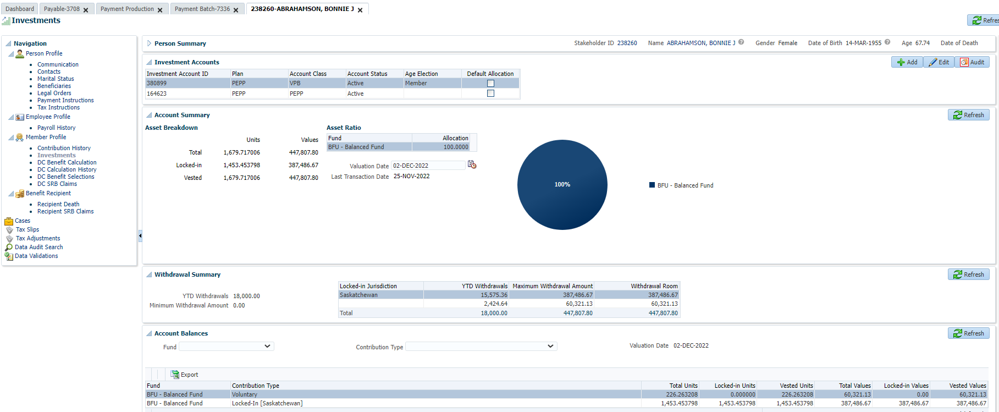 Dashboard Payable-3708 Payment Production Payment Batch-7336 238260-ABRAHAMSON, BONNIE J
Investments
Navigation
Person Profile
Communication
Contacts
Marital Status
Beneficiaries
Legal Orders
Payment Instructions
Tax Instructions
Employee Profile
Payroll History
Member Profile
Contribution History
Investments
DC Benefit Calculation
DC Calculation History
DC Benefit Selections
DC SRB Claims
Benefit Recipient
Recipient Death
Recipient SRB Claims
Cases
Tax Slips
Tax Adjustments
Data Audit Search
Data Validations
Refres
Person Summary Stakeholder ID 238260 Name ABRAHAMSON, BONNIE J Gender Female Date of Birth 14-MAR-1955 Age 67.74 Date of Death
Investment Accounts Add Edit Audit
Investment Account ID Plan Account Class Account Status Age Election Default Allocation
380899 PEPP VPB Active Member
164623 PEPP PEPP Active
Account Summary Refresh
Asset Breakdown
Units Values
Total 1,679.717006 447,807.80
Locked-in 1,453.453798 387,486.67
Vested 1,679.717006 447,807.80
Asset Ratio
Fund Allocation
BFU - Balanced Fund 100.0000
Valuation Date 02-DEC-2022
Last Transaction Date 25-NOV-2022
100%
BFU - Balanced Fund
Withdrawal Summary Refresh
YTD Withdrawals 18,000.00
Minimum Withdrawal Amount 0.00
Locked-in Jurisdiction YTD Withdrawals Maximum Withdrawal Amount Withdrawal Room
Saskatchewan 15,575.36 387,486.67 387,486.67
2,424.64 60,321.13 60,321.13
Total 18,000.00 447,807.80 447,807.80
Account Balances Refresh
Fund Contribution Type Valuation Date 02-DEC-2022
Export
Fund Contribution Type Total Units Locked-in Units Vested Units Total Values Locked-in Values Vested Values
BFU - Balanced Fund Voluntary 226.263208 0.000000 226.263208 60,321.13 0.00 60,321.13
BFU - Balanced Fund Locked-In [Saskatchewan] 1,453.453798 1,453.453798 1,453.453798 387,486.67 387,486.67 387,486.67